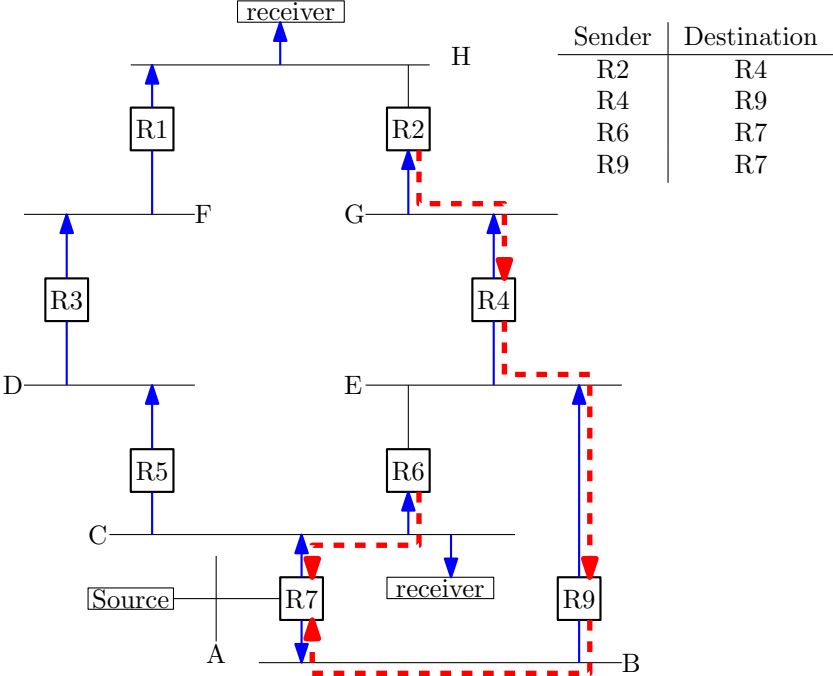 receiver
H
Sender Destination
R2 R4
R4 R9
R6 R7
R9 R7
R1 R2
F G
R3 R4
D E
R5 R6
C
Source R7 receiver R9
A B